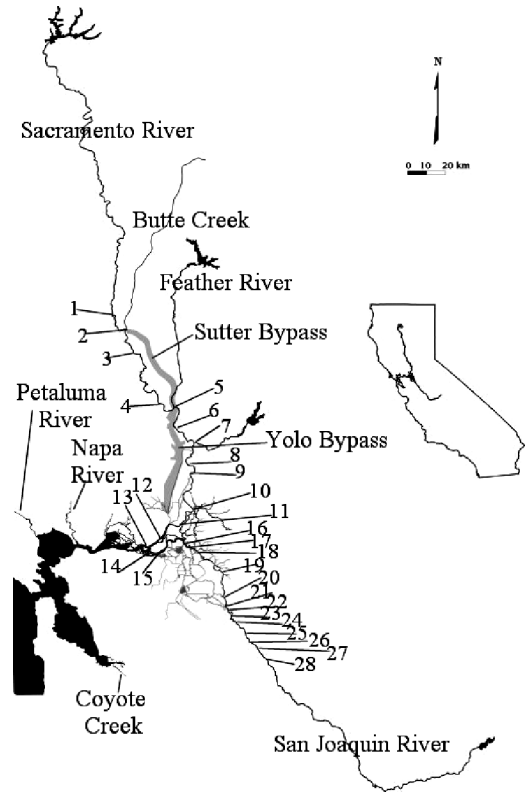 N
Sacramento River
0 10 20 km
Butte Creek
Feather River
1
2
Sutter Bypass
3
Petaluma
River
4
5
6
7
Yolo Bypass
Napa
River
8
9
10
11
12
13
14
15
16
17
18
19
20
21
22
23
24
25
26
27
28
Coyote
Creek
San Joaquin River